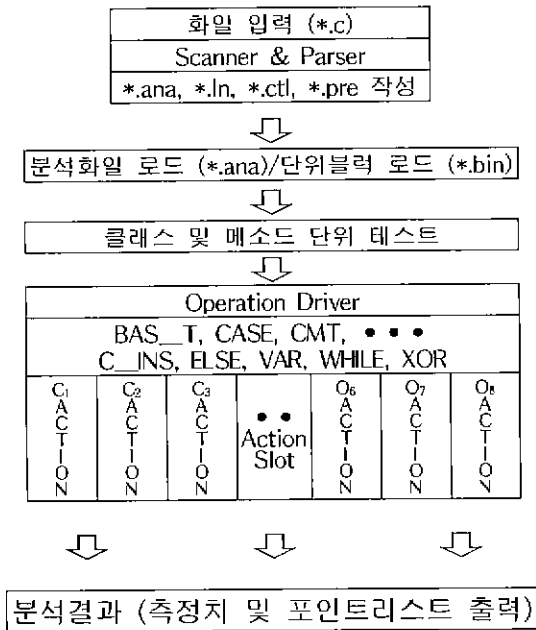 화일 입력 (*.c)
Scanner & Parser
*.ana, *.ln, *.ctl, *.pre 작성
분석화일 로드 (*.ana)/단위블럭 로드 (*.bin)
클래스 및 메소드 단위 테스트
Operation Driver
BAS__T, CASE, CMT, • • •
C__INS, ELSE, VAR, WHILE, XOR
C₁ ACTION
C₂ ACTION
C₃ ACTION
• •
Action
Slot
O₆ ACTION
O₇ ACTION
O₈ ACTION
분석결과 (측정치 및 포인트리스트 출력)